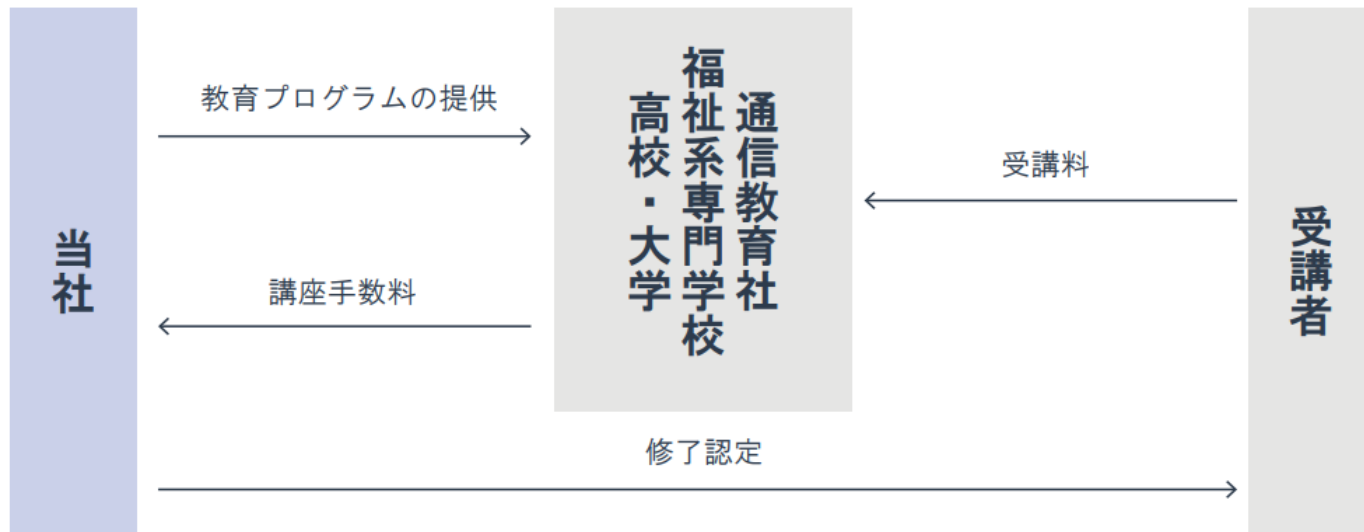 当社
教育プログラムの提供
講座手数料
通信教育社
福祉系専門学校
高校・大学
受講料
受講者
修了認定